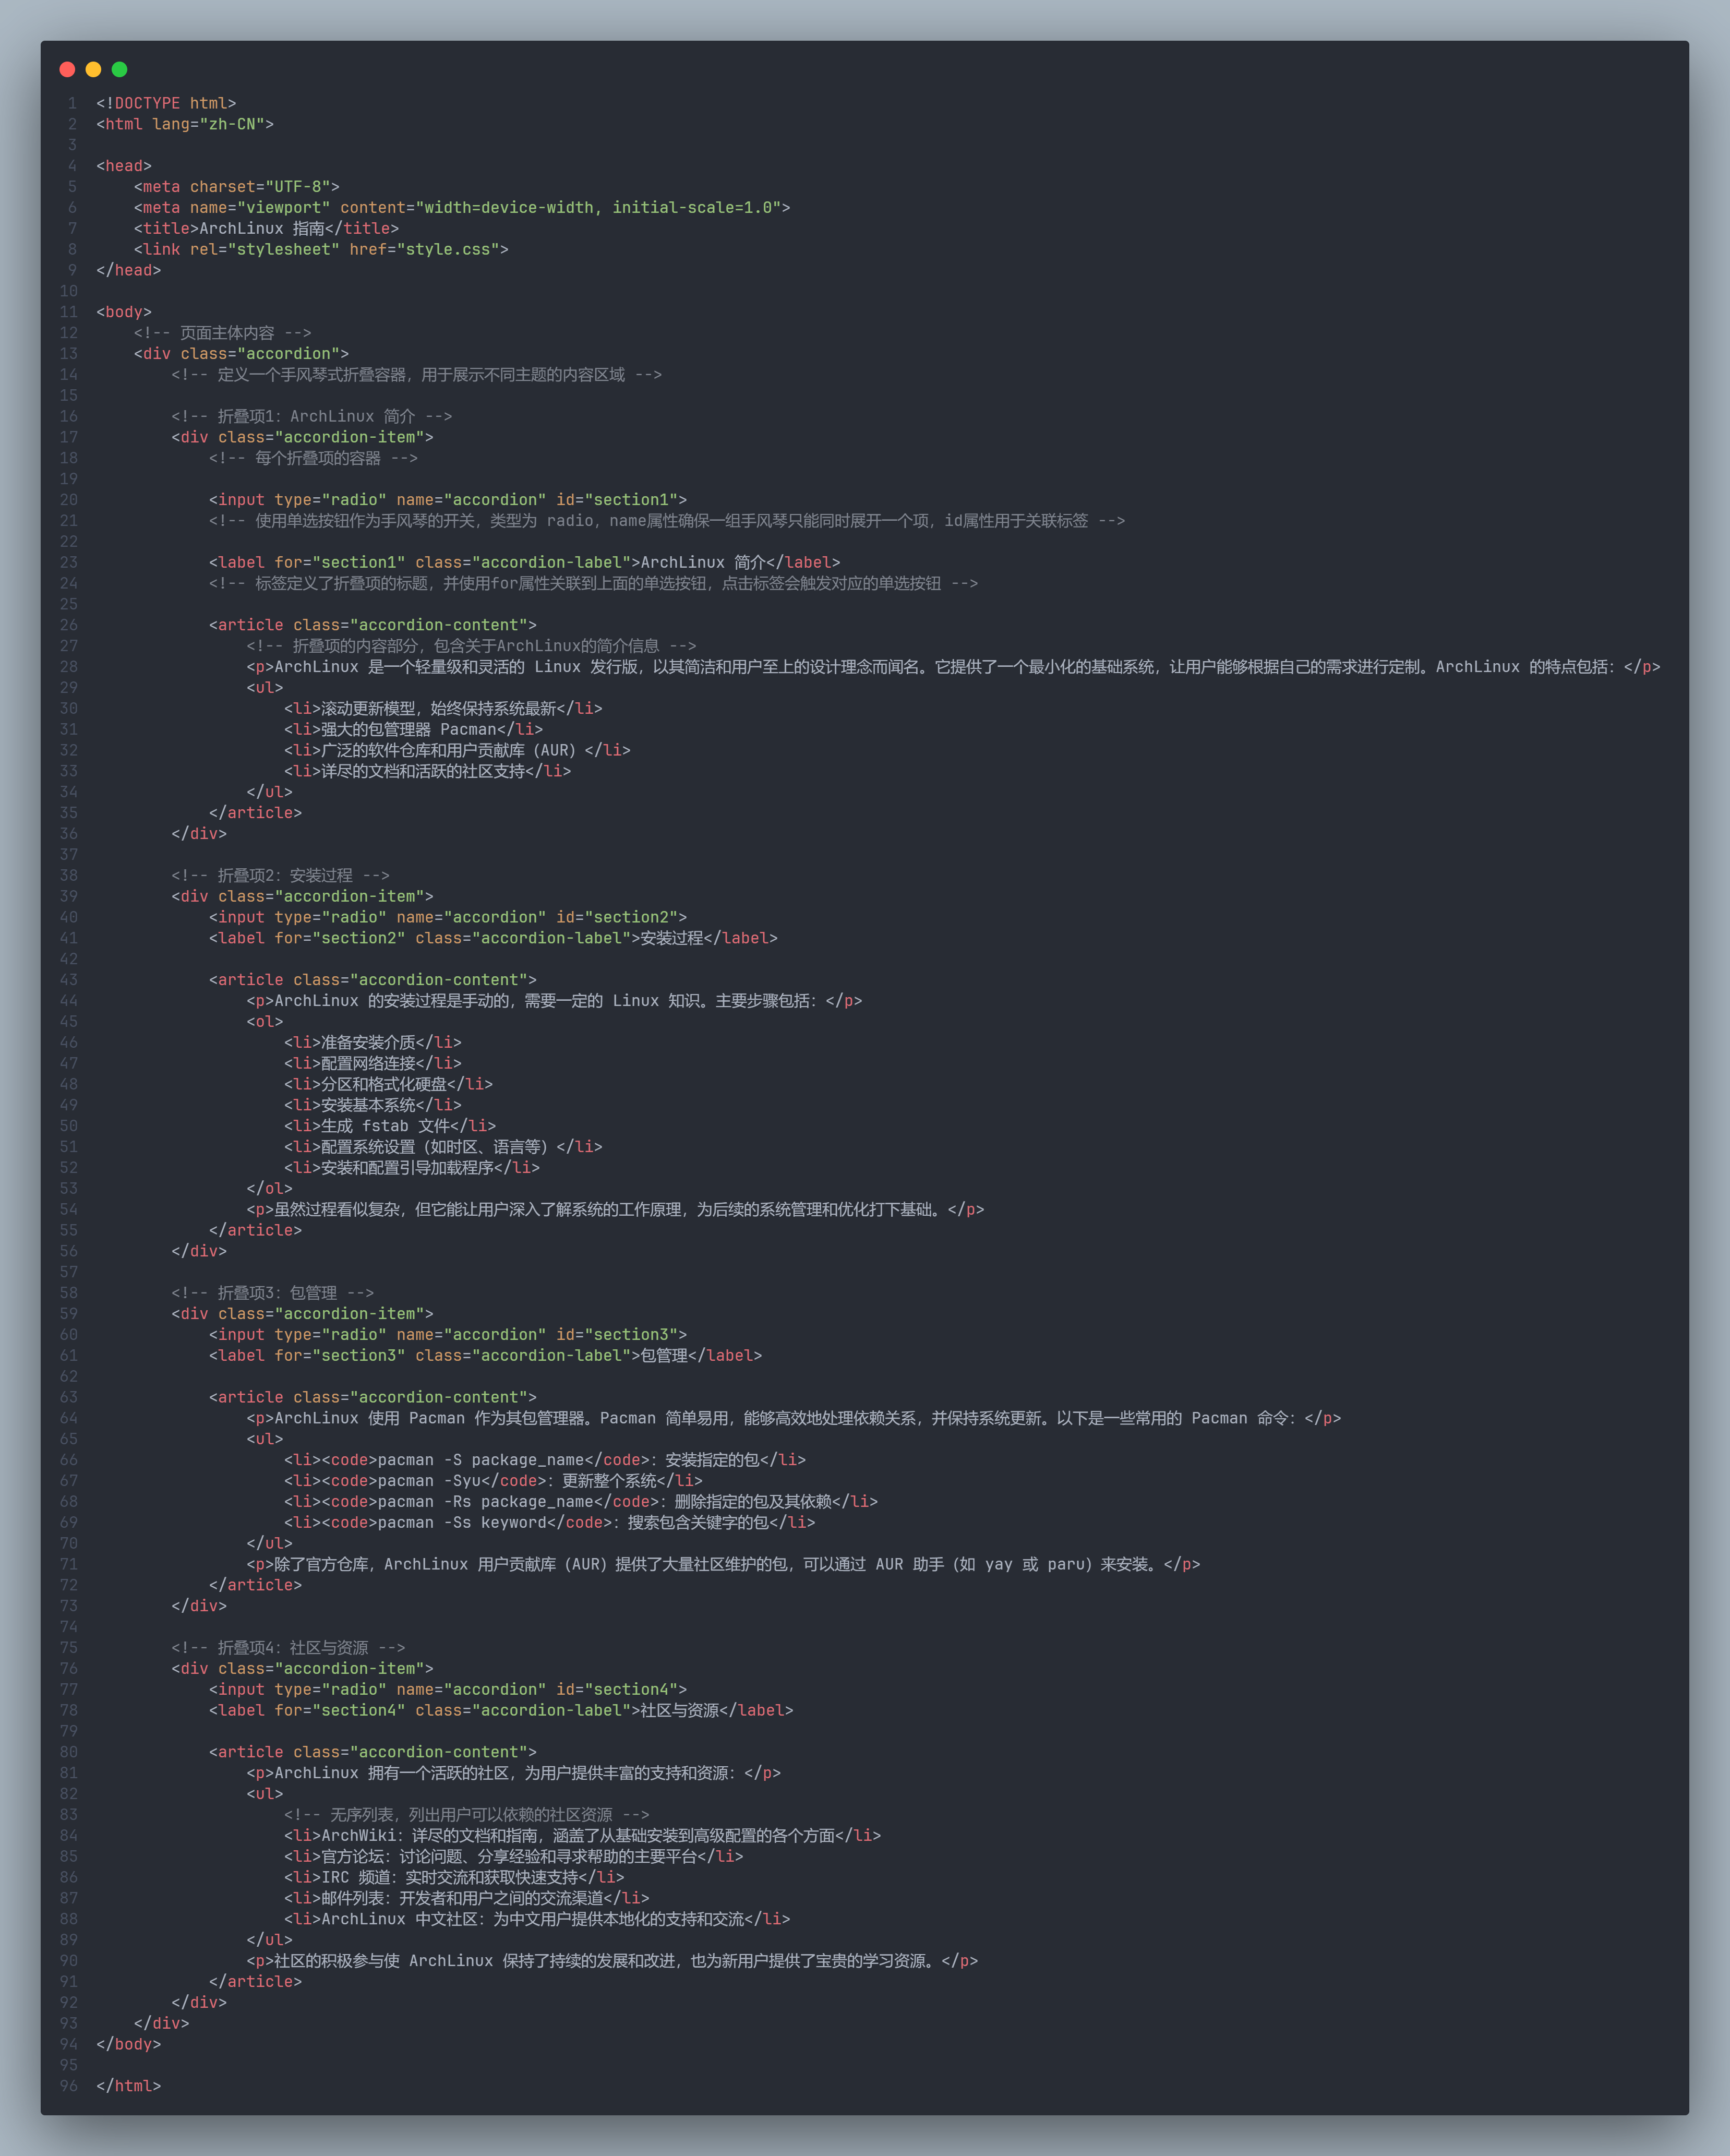 1 <!DOCTYPE html>
2 <html lang="zh-CN">
3
4 <head>
5     <meta charset="UTF-8">
6     <meta name="viewport" content="width=device-width, initial-scale=1.0">
7     <title>ArchLinux 指南</title>
8     <link rel="stylesheet" href="style.css">
9 </head>
10
11 <body>
12     <!-- 页面主体内容 -->
13     <div class="accordion">
14         <!-- 定义一个手风琴式折叠容器，用于展示不同主题的内容区域 -->
15
16         <!-- 折叠项1：ArchLinux 简介 -->
17         <div class="accordion-item">
18             <!-- 每个折叠项的容器 -->
19
20             <input type="radio" name="accordion" id="section1">
21             <!-- 使用单选按钮作为手风琴的开关，类型为 radio，name属性确保一组手风琴只能同时展开一个项，id属性用于关联标签 -->
22
23             <label for="section1" class="accordion-label">ArchLinux 简介</label>
24             <!-- 标签定义了折叠项的标题，并使用for属性关联到上面的单选按钮，点击标签会触发对应的单选按钮 -->
25
26             <article class="accordion-content">
27                 <!-- 折叠项的内容部分，包含关于ArchLinux的简介信息 -->
28                 <p>ArchLinux 是一个轻量级和灵活的 Linux 发行版，以其简洁和用户至上的设计理念而闻名。它提供了一个最小化的基础系统，让用户能够根据自己的需求进行定制。ArchLinux 的特点包括：</p>
29                 <ul>
30                     <li>滚动更新模型，始终保持系统最新</li>
31                     <li>强大的包管理器 Pacman</li>
32                     <li>广泛的软件仓库和用户贡献库（AUR）</li>
33                     <li>详尽的文档和活跃的社区支持</li>
34                 </ul>
35             </article>
36         </div>
37
38         <!-- 折叠项2：安装过程 -->
39         <div class="accordion-item">
40             <input type="radio" name="accordion" id="section2">
41             <label for="section2" class="accordion-label">安装过程</label>
42
43             <article class="accordion-content">
44                 <p>ArchLinux 的安装过程是手动的，需要一定的 Linux 知识。主要步骤包括：</p>
45                 <ol>
46                     <li>准备安装介质</li>
47                     <li>配置网络连接</li>
48                     <li>分区和格式化硬盘</li>
49                     <li>安装基本系统</li>
50                     <li>生成 fstab 文件</li>
51                     <li>配置系统设置（如时区、语言等）</li>
52                     <li>安装和配置引导加载程序</li>
53                 </ol>
54                 <p>虽然过程看似复杂，但它能让用户深入了解系统的工作原理，为后续的系统管理和优化打下基础。</p>
55             </article>
56         </div>
57
58         <!-- 折叠项3：包管理 -->
59         <div class="accordion-item">
60             <input type="radio" name="accordion" id="section3">
61             <label for="section3" class="accordion-label">包管理</label>
62
63             <article class="accordion-content">
64                 <p>ArchLinux 使用 Pacman 作为其包管理器。Pacman 简单易用，能够高效地处理依赖关系，并保持系统更新。以下是一些常用的 Pacman 命令：</p>
65                 <ul>
66                     <li><code>pacman -S package_name</code>：安装指定的包</li>
67                     <li><code>pacman -Syu</code>：更新整个系统</li>
68                     <li><code>pacman -Rs package_name</code>：删除指定的包及其依赖</li>
69                     <li><code>pacman -Ss keyword</code>：搜索包含关键字的包</li>
70                 </ul>
71                 <p>除了官方仓库，ArchLinux 用户贡献库（AUR）提供了大量社区维护的包，可以通过 AUR 助手（如 yay 或 paru）来安装。</p>
72             </article>
73         </div>
74
75         <!-- 折叠项4：社区与资源 -->
76         <div class="accordion-item">
77             <input type="radio" name="accordion" id="section4">
78             <label for="section4" class="accordion-label">社区与资源</label>
79
80             <article class="accordion-content">
81                 <p>ArchLinux 拥有一个活跃的社区，为用户提供丰富的支持和资源：</p>
82                 <ul>
83                     <!-- 无序列表，列出用户可以依赖的社区资源 -->
84                     <li>ArchWiki：详尽的文档和指南，涵盖了从基础安装到高级配置的各个方面</li>
85                     <li>官方论坛：讨论问题、分享经验和寻求帮助的主要平台</li>
86                     <li>IRC 频道：实时交流和获取快速支持</li>
87                     <li>邮件列表：开发者和用户之间的交流渠道</li>
88                     <li>ArchLinux 中文社区：为中文用户提供本地化的支持和交流</li>
89                 </ul>
90                 <p>社区的积极参与使 ArchLinux 保持了持续的发展和改进，也为新用户提供了宝贵的学习资源。</p>
91             </article>
92         </div>
93     </div>
94 </body>
95
96 </html>